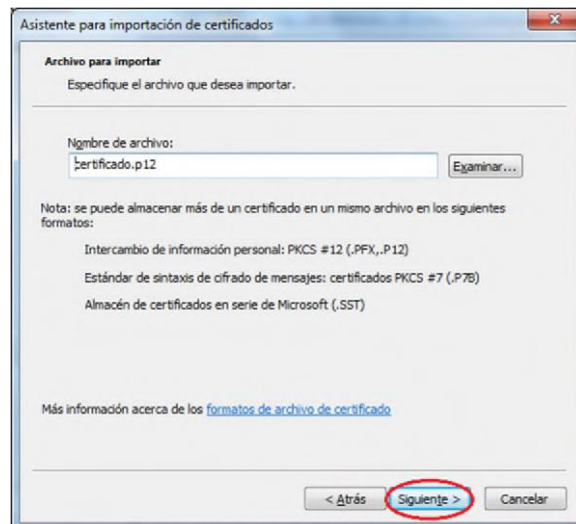 Asistente para importación de certificados
Archivo para importar
Especifique el archivo que desea importar.
Nombre de archivo:
certificado.p12
Examinar...
Nota: se puede almacenar más de un certificado en un mismo archivo en los siguientes
formatos:
Intercambio de información personal: PKCS #12 (.PFX,.P12)
Estándar de sintaxis de cifrado de mensajes: certificados PKCS #7 (.P7B)
Almacén de certificados en serie de Microsoft (.SST)
Más información acerca de los formatos de archivo de certificado
< Atrás Siguiente > Cancelar